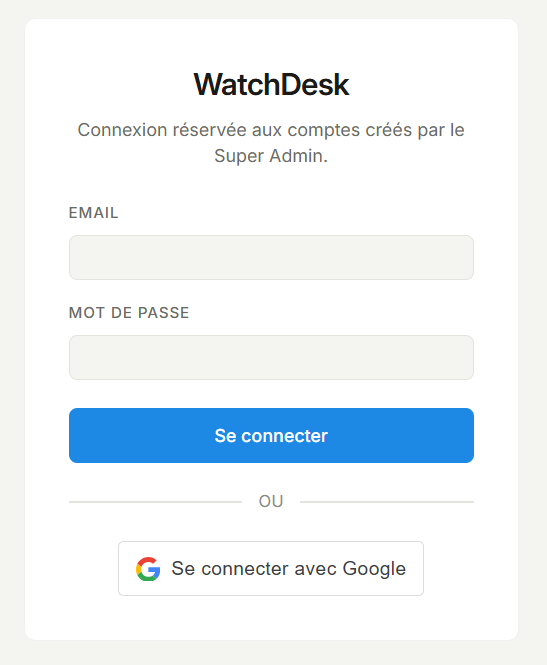 WatchDesk
Connexion réservée aux comptes créés par le
Super Admin.
EMAIL
MOT DE PASSE
Se connecter
OU
Se connecter avec Google